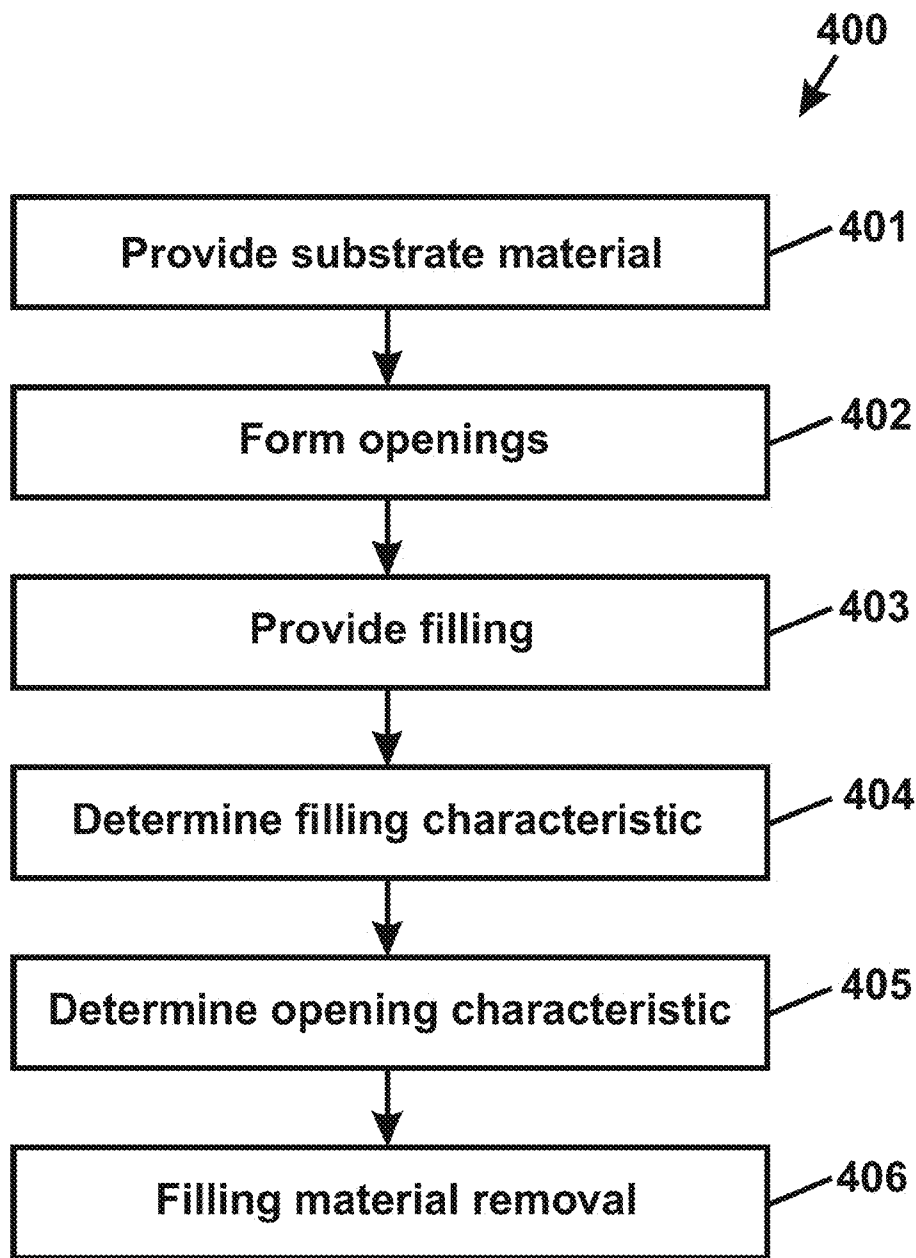 400
Provide substrate material
401
Form openings
402
Provide filling
403
Determine filling characteristic
404
Determine opening characteristic
405
Filling material removal
406